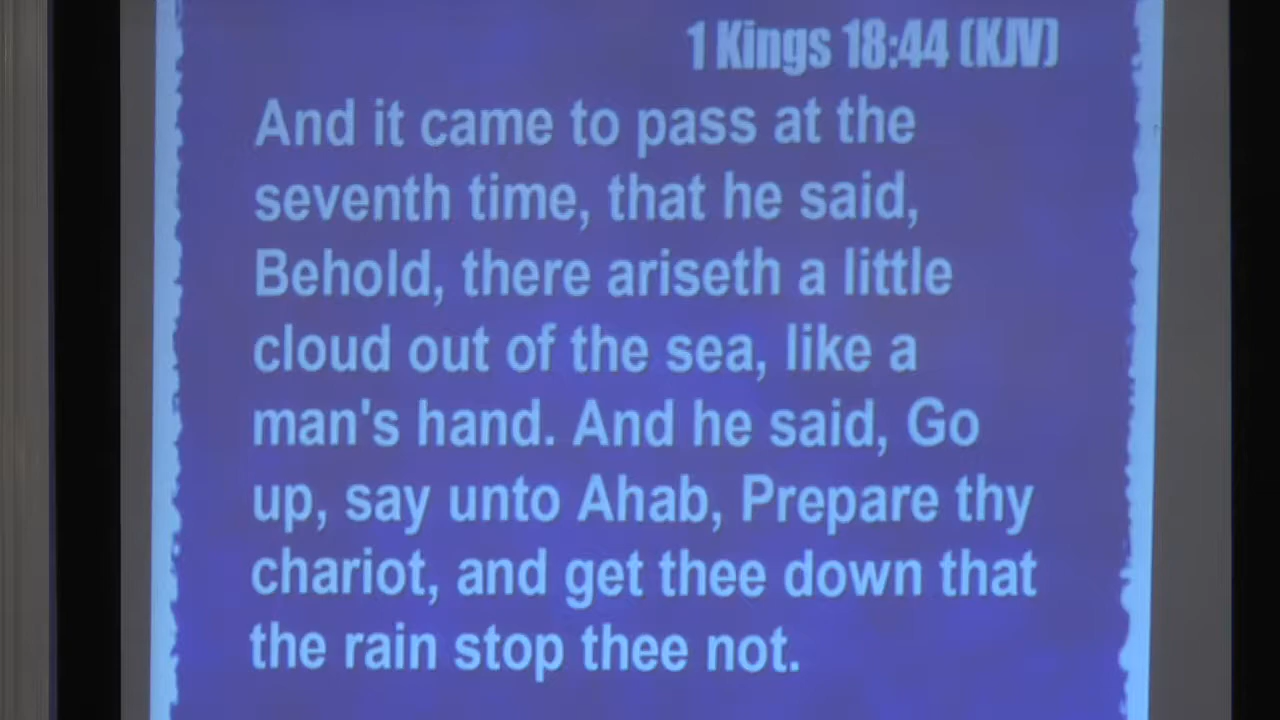 1 Kings 18:44 (KJV)
And it came to pass at the
seventh time, that he said,
Behold, there ariseth a little
cloud out of the sea, like a
man's hand. And he said, Go
up, say unto Ahab, Prepare thy
chariot, and get thee down that
the rain stop thee not.